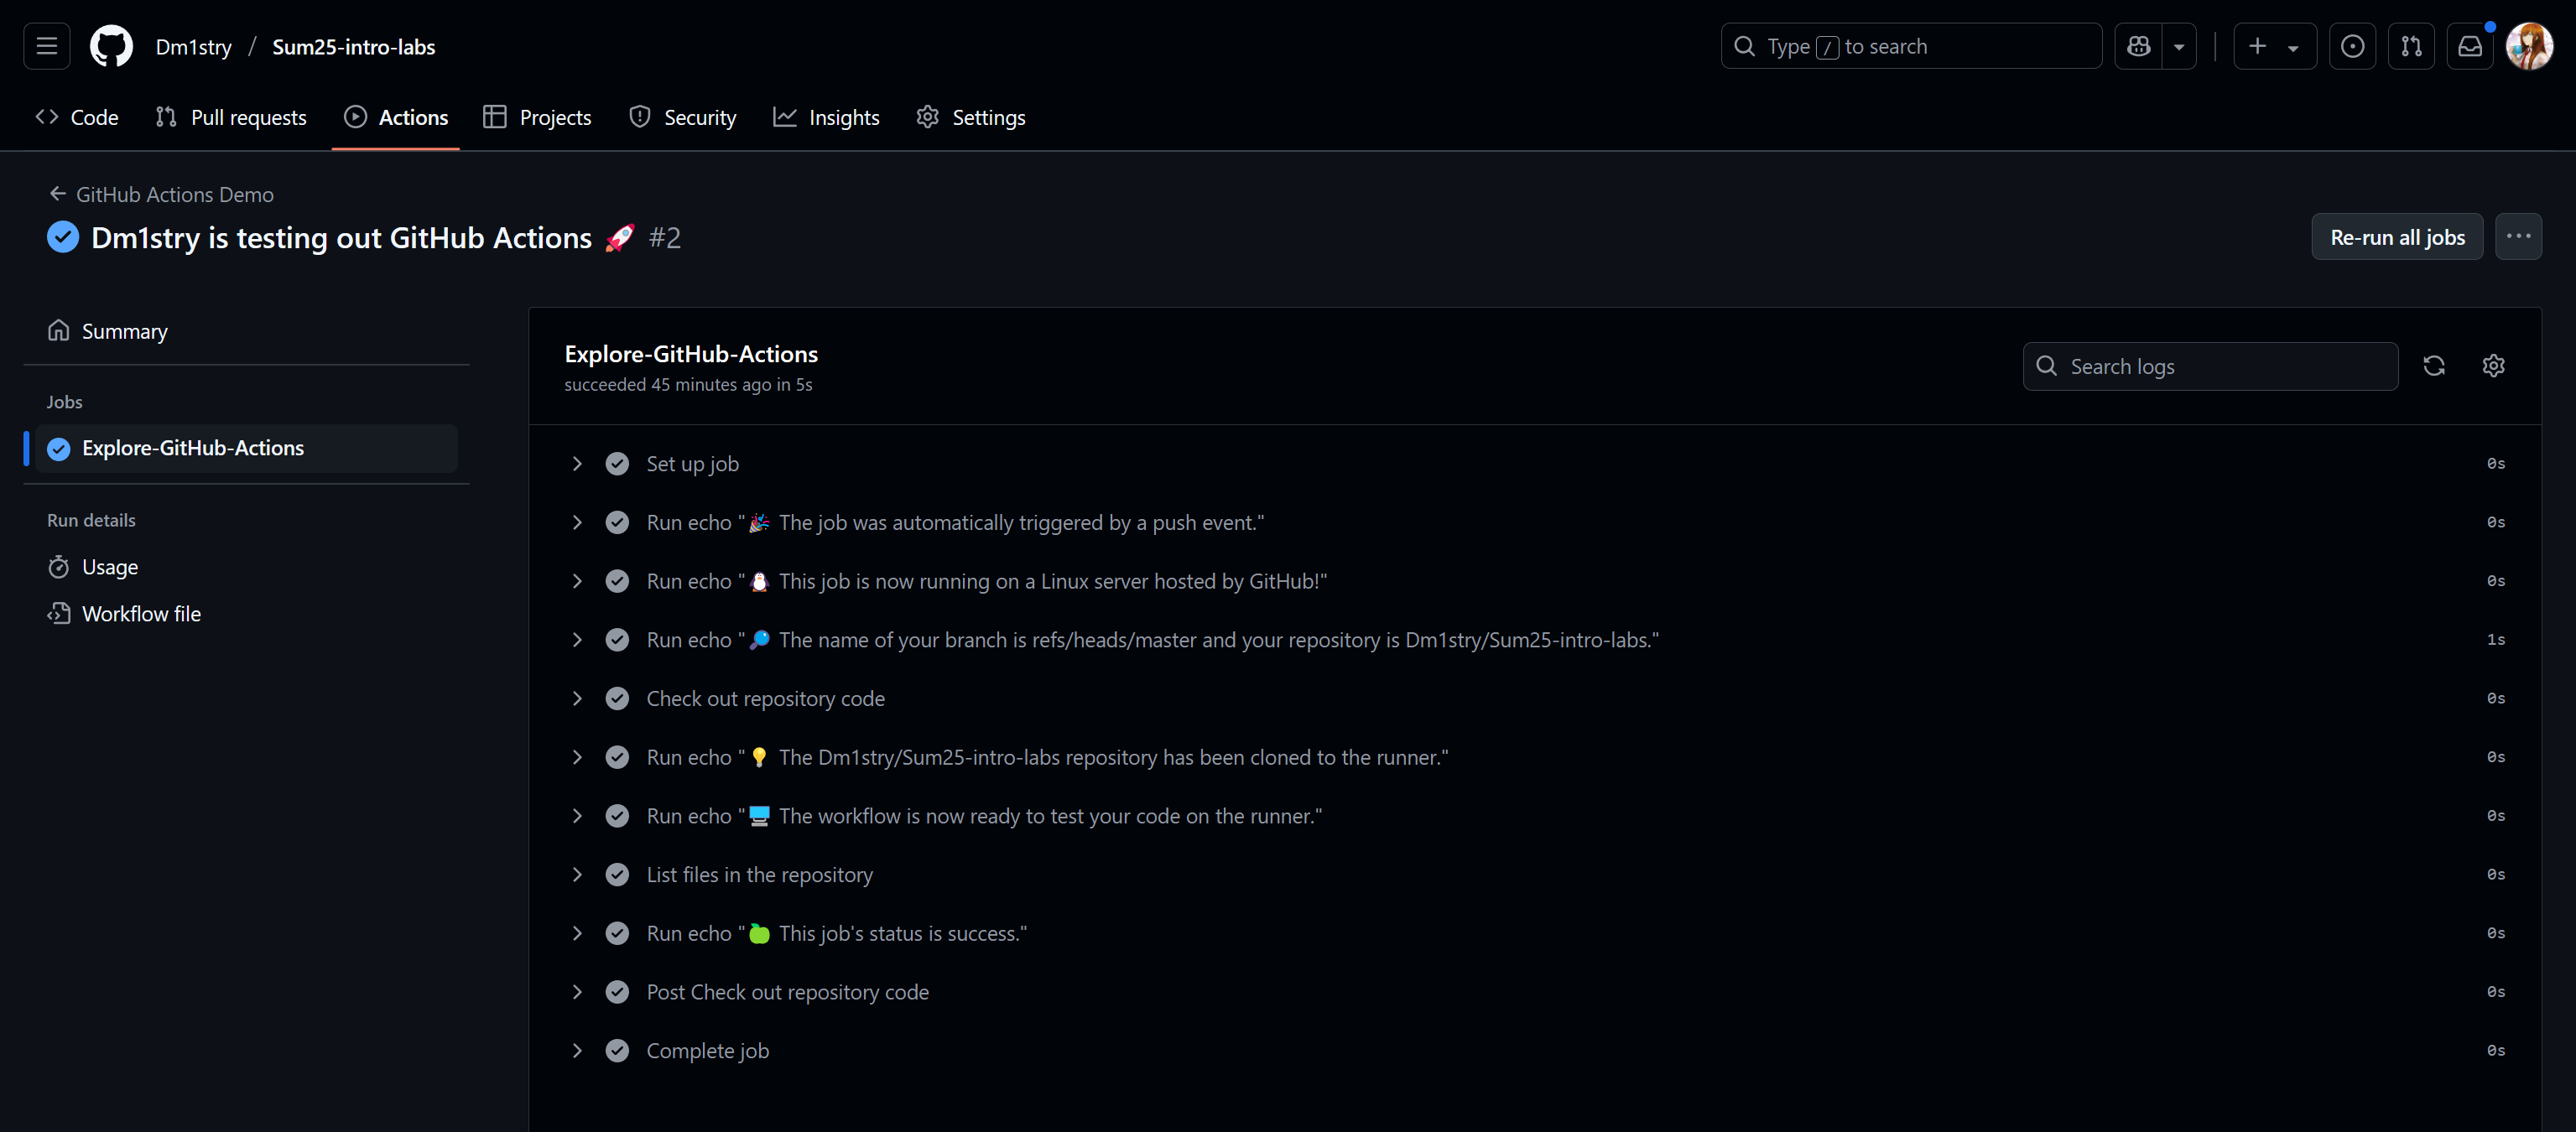 Dm1stry / Sum25-intro-labs
Type / to search
Code Pull requests Actions Projects Security Insights Settings
GitHub Actions Demo
Dm1stry is testing out GitHub Actions 🚀 #2
Re-run all jobs
Summary
Jobs
Explore-GitHub-Actions
Run details
Usage
Workflow file
Explore-GitHub-Actions
succeeded 45 minutes ago in 5s
Search logs
Set up job 0s
Run echo "🎉 The job was automatically triggered by a push event." 0s
Run echo "🐧 This job is now running on a Linux server hosted by GitHub!" 0s
Run echo "🔎 The name of your branch is refs/heads/master and your repository is Dm1stry/Sum25-intro-labs." 1s
Check out repository code 0s
Run echo "💡 The Dm1stry/Sum25-intro-labs repository has been cloned to the runner." 0s
Run echo "🖥️ The workflow is now ready to test your code on the runner." 0s
List files in the repository 0s
Run echo "🍏 This job's status is success." 0s
Post Check out repository code 0s
Complete job 0s